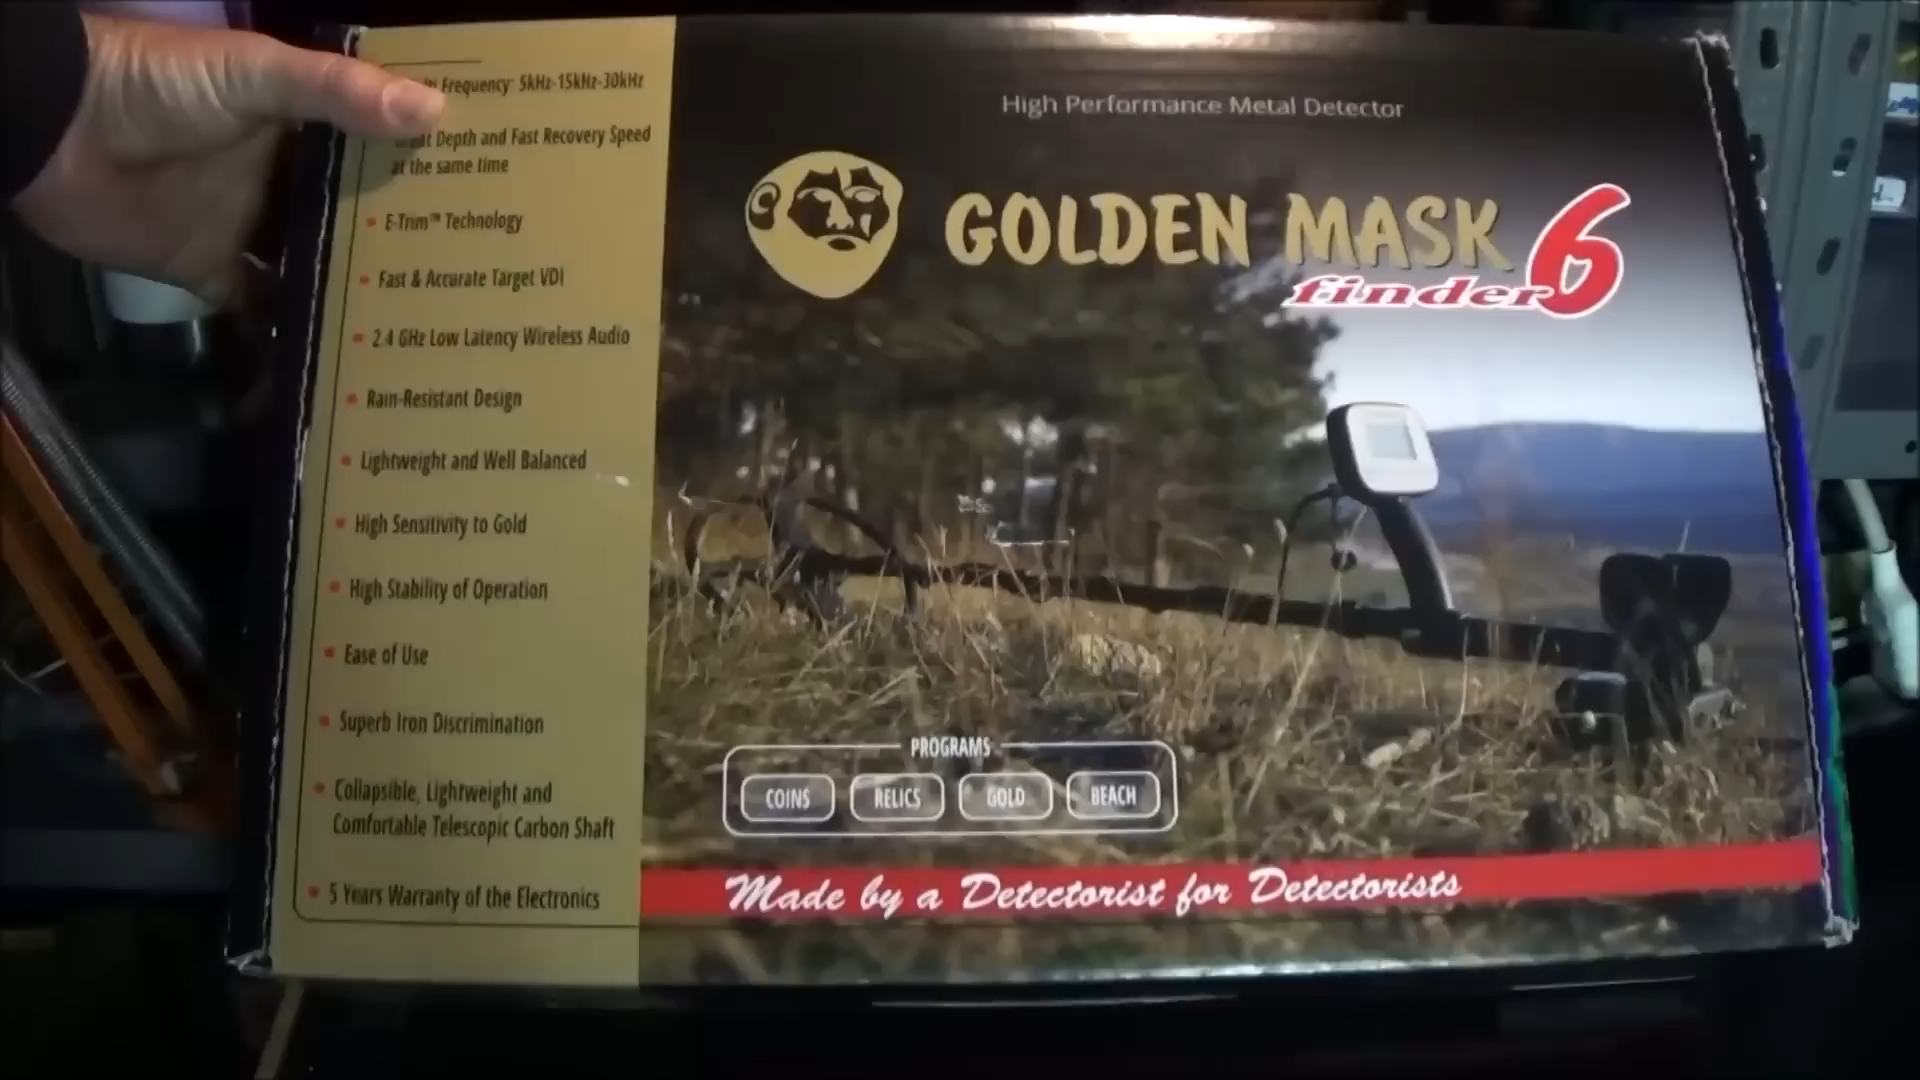 Frequency: 5kHz-15kHz-30kHz
Depth and Fast Recovery Speed
at the same time
E-Trim™ Technology
Fast & Accurate Target VDI
2.4 GHz Low Latency Wireless Audio
Rain-Resistant Design
Lightweight and Well Balanced
High Sensitivity to Gold
High Stability of Operation
Ease of Use
Superb Iron Discrimination
Collapsible, Lightweight and
Comfortable Telescopic Carbon Shaft
5 Years Warranty of the Electronics
High Performance Metal Detector
GOLDEN MASK 6
finder
PROGRAMS
COINS RELICS GOLD BEACH
Made by a Detectorist for Detectorists